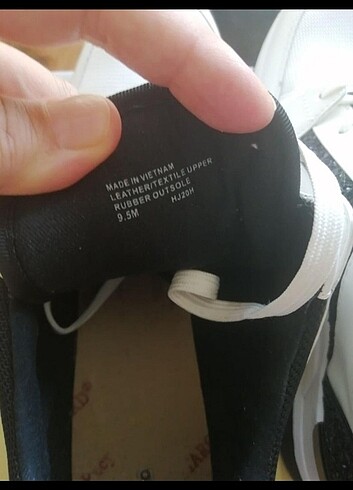 MADE IN VIETNAM
LEATHER/TEXTILE UPPER
RUBBER OUTSOLE
9.5M HJ20H